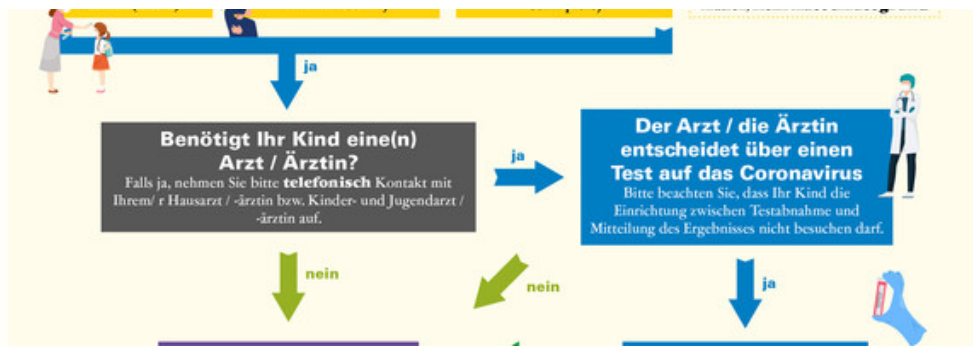 ja
Benötigt Ihr Kind eine(n)
Arzt / Ärztin?
Falls ja, nehmen Sie bitte telefonisch Kontakt mit
Ihrem/ r Hausarzt / -ärztin bzw. Kinder- und Jugendarzt /
-ärztin auf.
ja
Der Arzt / die Ärztin
entscheidet über einen
Test auf das Coronavirus
Bitte beachten Sie, dass Ihr Kind die
Einrichtung zwischen Testabnahme und
Mitteilung des Ergebnisses nicht besuchen darf.
nein
nein
ja